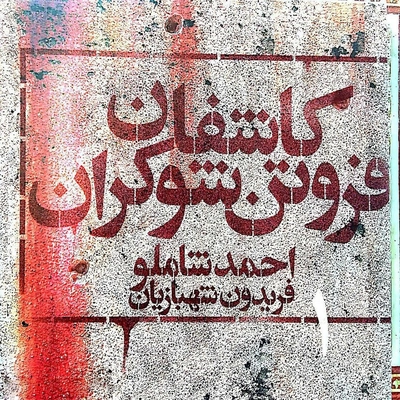 کاشفان
فروتن شوکران
احمد شاملو
فریدون شهبازیان
۱